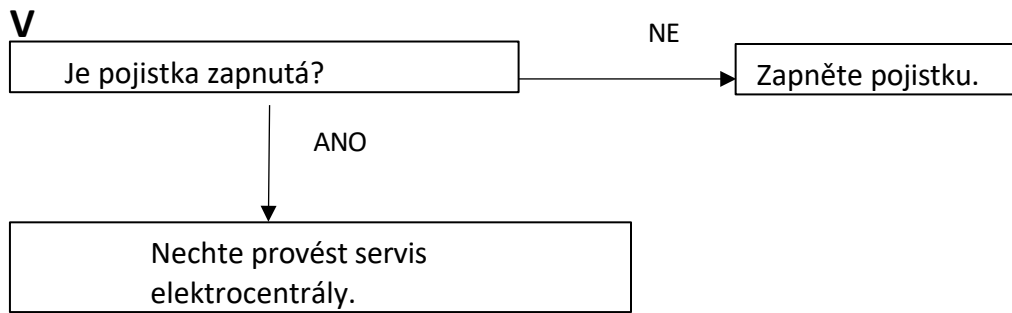 V
NE
Je pojistka zapnutá?
Zapněte pojistku.
ANO
Nechte provést servis
elektrocentrály.